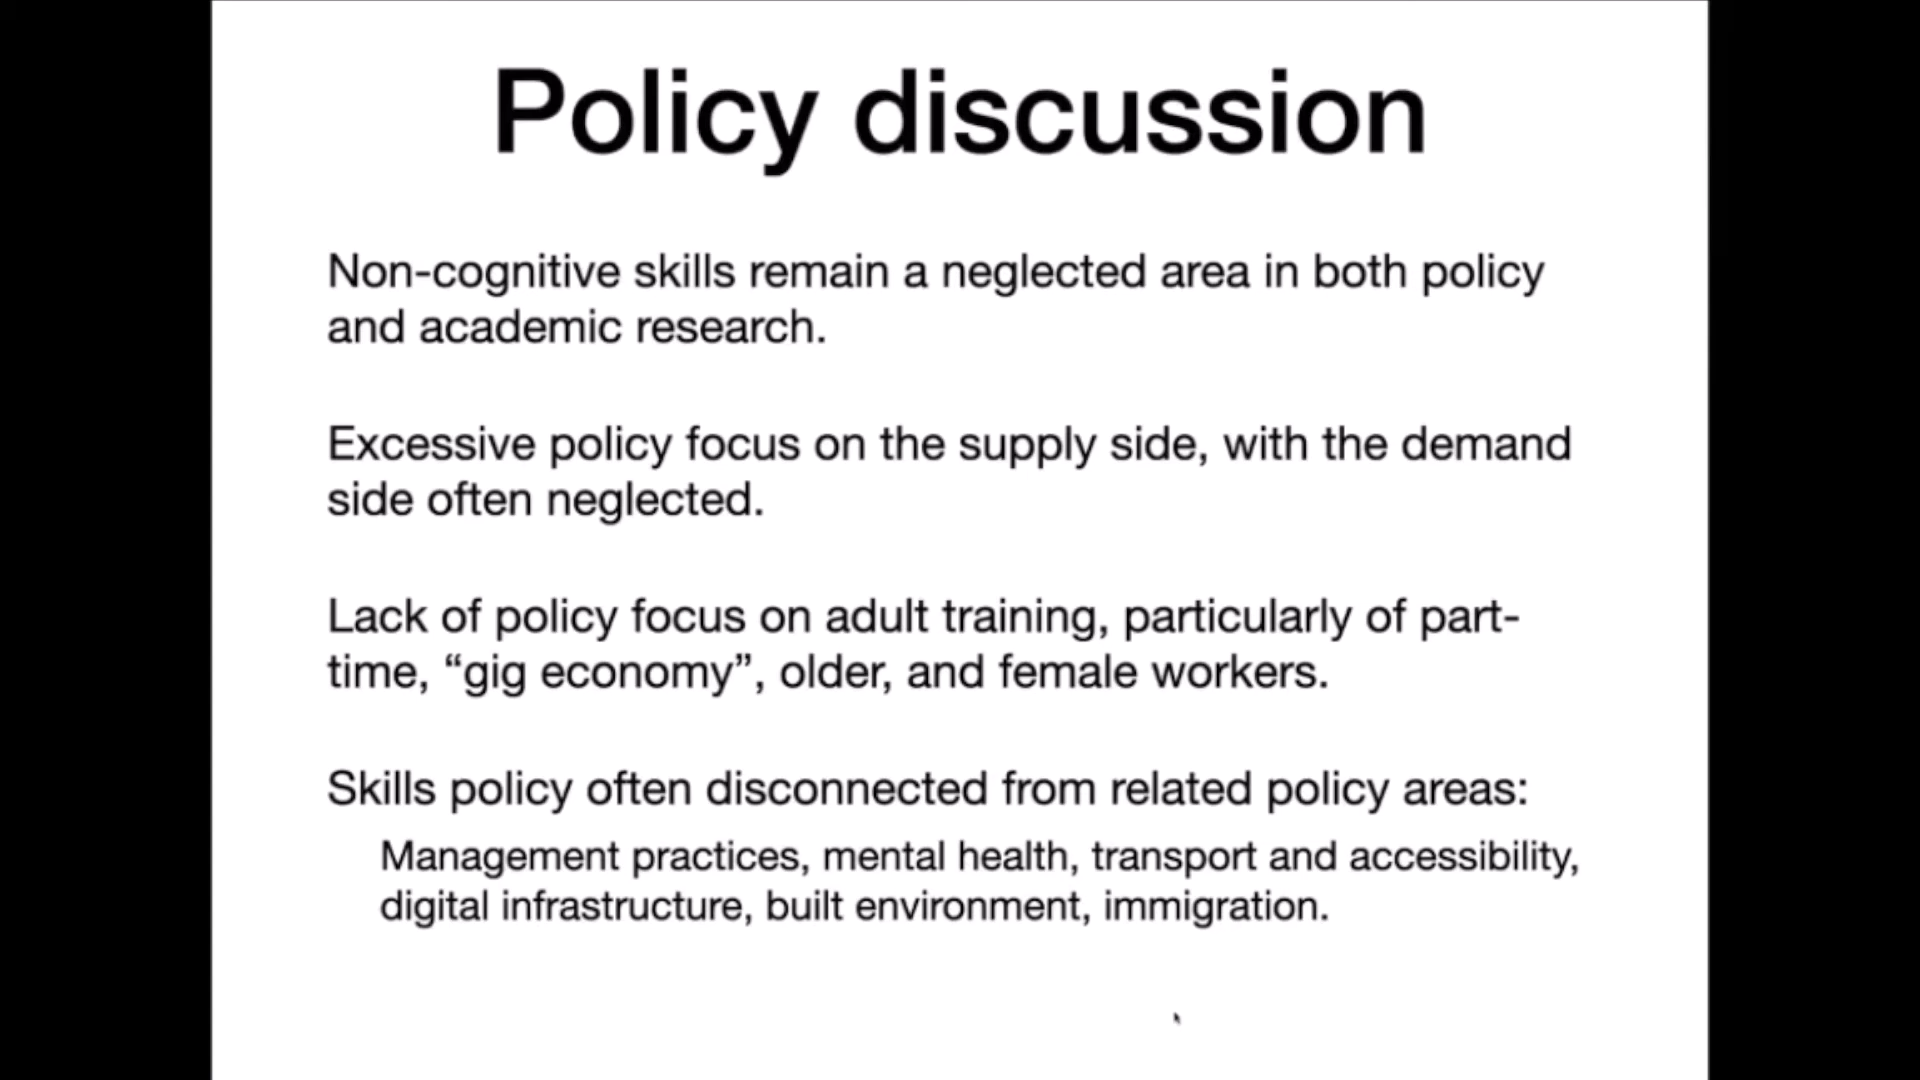 Policy discussion
Non-cognitive skills remain a neglected area in both policy
and academic research.
Excessive policy focus on the supply side, with the demand
side often neglected.
Lack of policy focus on adult training, particularly of part-
time, “gig economy”, older, and female workers.
Skills policy often disconnected from related policy areas:
Management practices, mental health, transport and accessibility,
digital infrastructure, built environment, immigration.